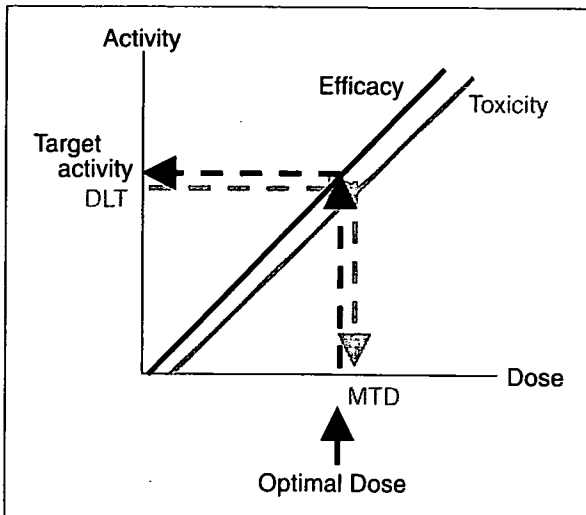 Activity
Efficacy
Toxicity
Target
activity
DLT
Dose
MTD
Optimal Dose